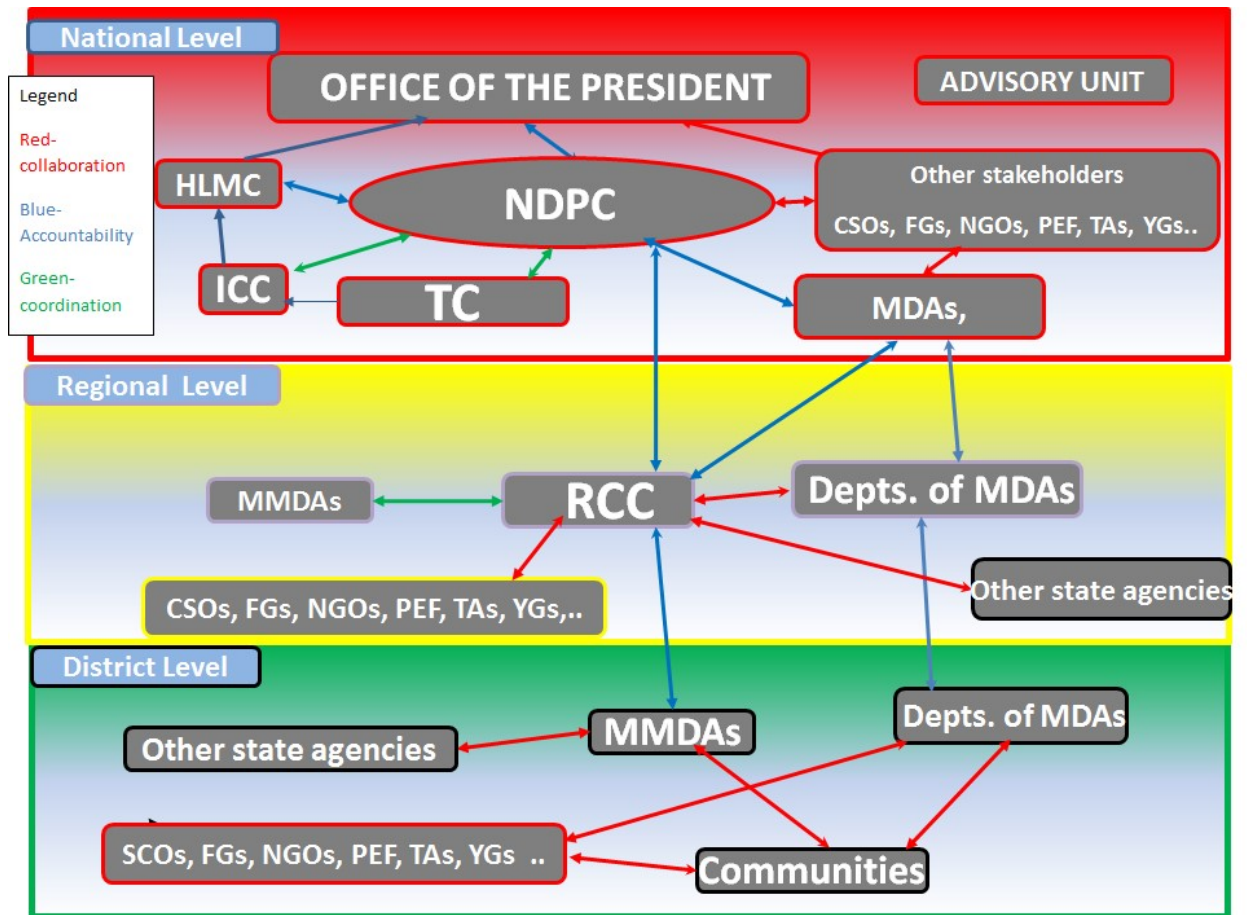 National Level
OFFICE OF THE PRESIDENT
ADVISORY UNIT
Legend
Red-
collaboration
Blue-
Accountability
Green-
coordination
HLMC
NDPC
Other stakeholders
CSOs, FGs, NGOs, PEF, TAs, YGs..
ICC
TC
MDAs,
Regional Level
MMDAs
RCC
Depts. of MDAs
CSOs, FGs, NGOs, PEF, TAs, YGs,..
Other state agencies
District Level
Other state agencies
MMDAs
Depts. of MDAs
SCOs, FGs, NGOs, PEF, TAs, YGs ..
Communities